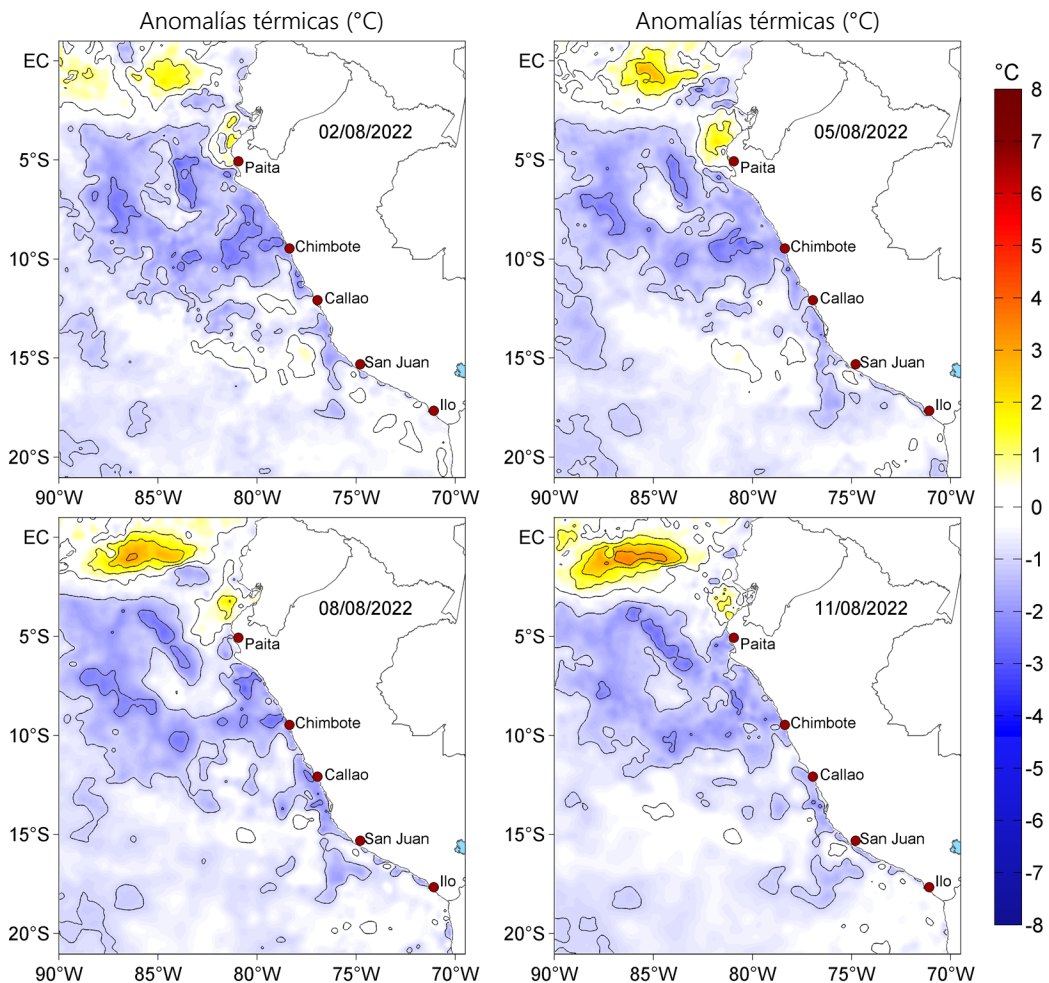 Anomalías térmicas (°C)
Anomalías térmicas (°C)
EC
5°S
10°S
15°S
20°S
90°W
85°W
80°W
75°W
70°W
02/08/2022
Paita
Chimbote
Callao
San Juan
Ilo
EC
5°S
10°S
15°S
20°S
90°W
85°W
80°W
75°W
70°W
05/08/2022
Paita
Chimbote
Callao
San Juan
Ilo
°C
8
7
6
5
4
3
2
1
0
-1
-2
-3
-4
-5
-6
-7
-8
EC
5°S
10°S
15°S
20°S
90°W
85°W
80°W
75°W
70°W
08/08/2022
Paita
Chimbote
Callao
San Juan
Ilo
EC
5°S
10°S
15°S
20°S
90°W
85°W
80°W
75°W
70°W
11/08/2022
Paita
Chimbote
Callao
San Juan
Ilo